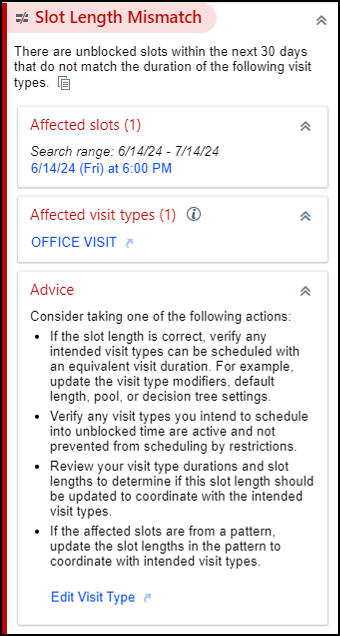 Slot Length Mismatch
There are unblocked slots within the next 30 days
that do not match the duration of the following visit
types.
Affected slots (1)
Search range: 6/14/24 - 7/14/24
6/14/24 (Fri) at 6:00 PM
Affected visit types (1)
OFFICE VISIT
Advice
Consider taking one of the following actions:
• If the slot length is correct, verify any
intended visit types can be scheduled with
an equivalent visit duration. For example,
update the visit type modifiers, default
length, pool, or decision tree settings.
• Verify any visit types you intend to schedule
into unblocked time are active and not
prevented from scheduling by restrictions.
• Review your visit type durations and slot
lengths to determine if this slot length should
be updated to coordinate with the intended
visit types.
• If the affected slots are from a pattern,
update the slot lengths in the pattern to
coordinate with intended visit types.
Edit Visit Type